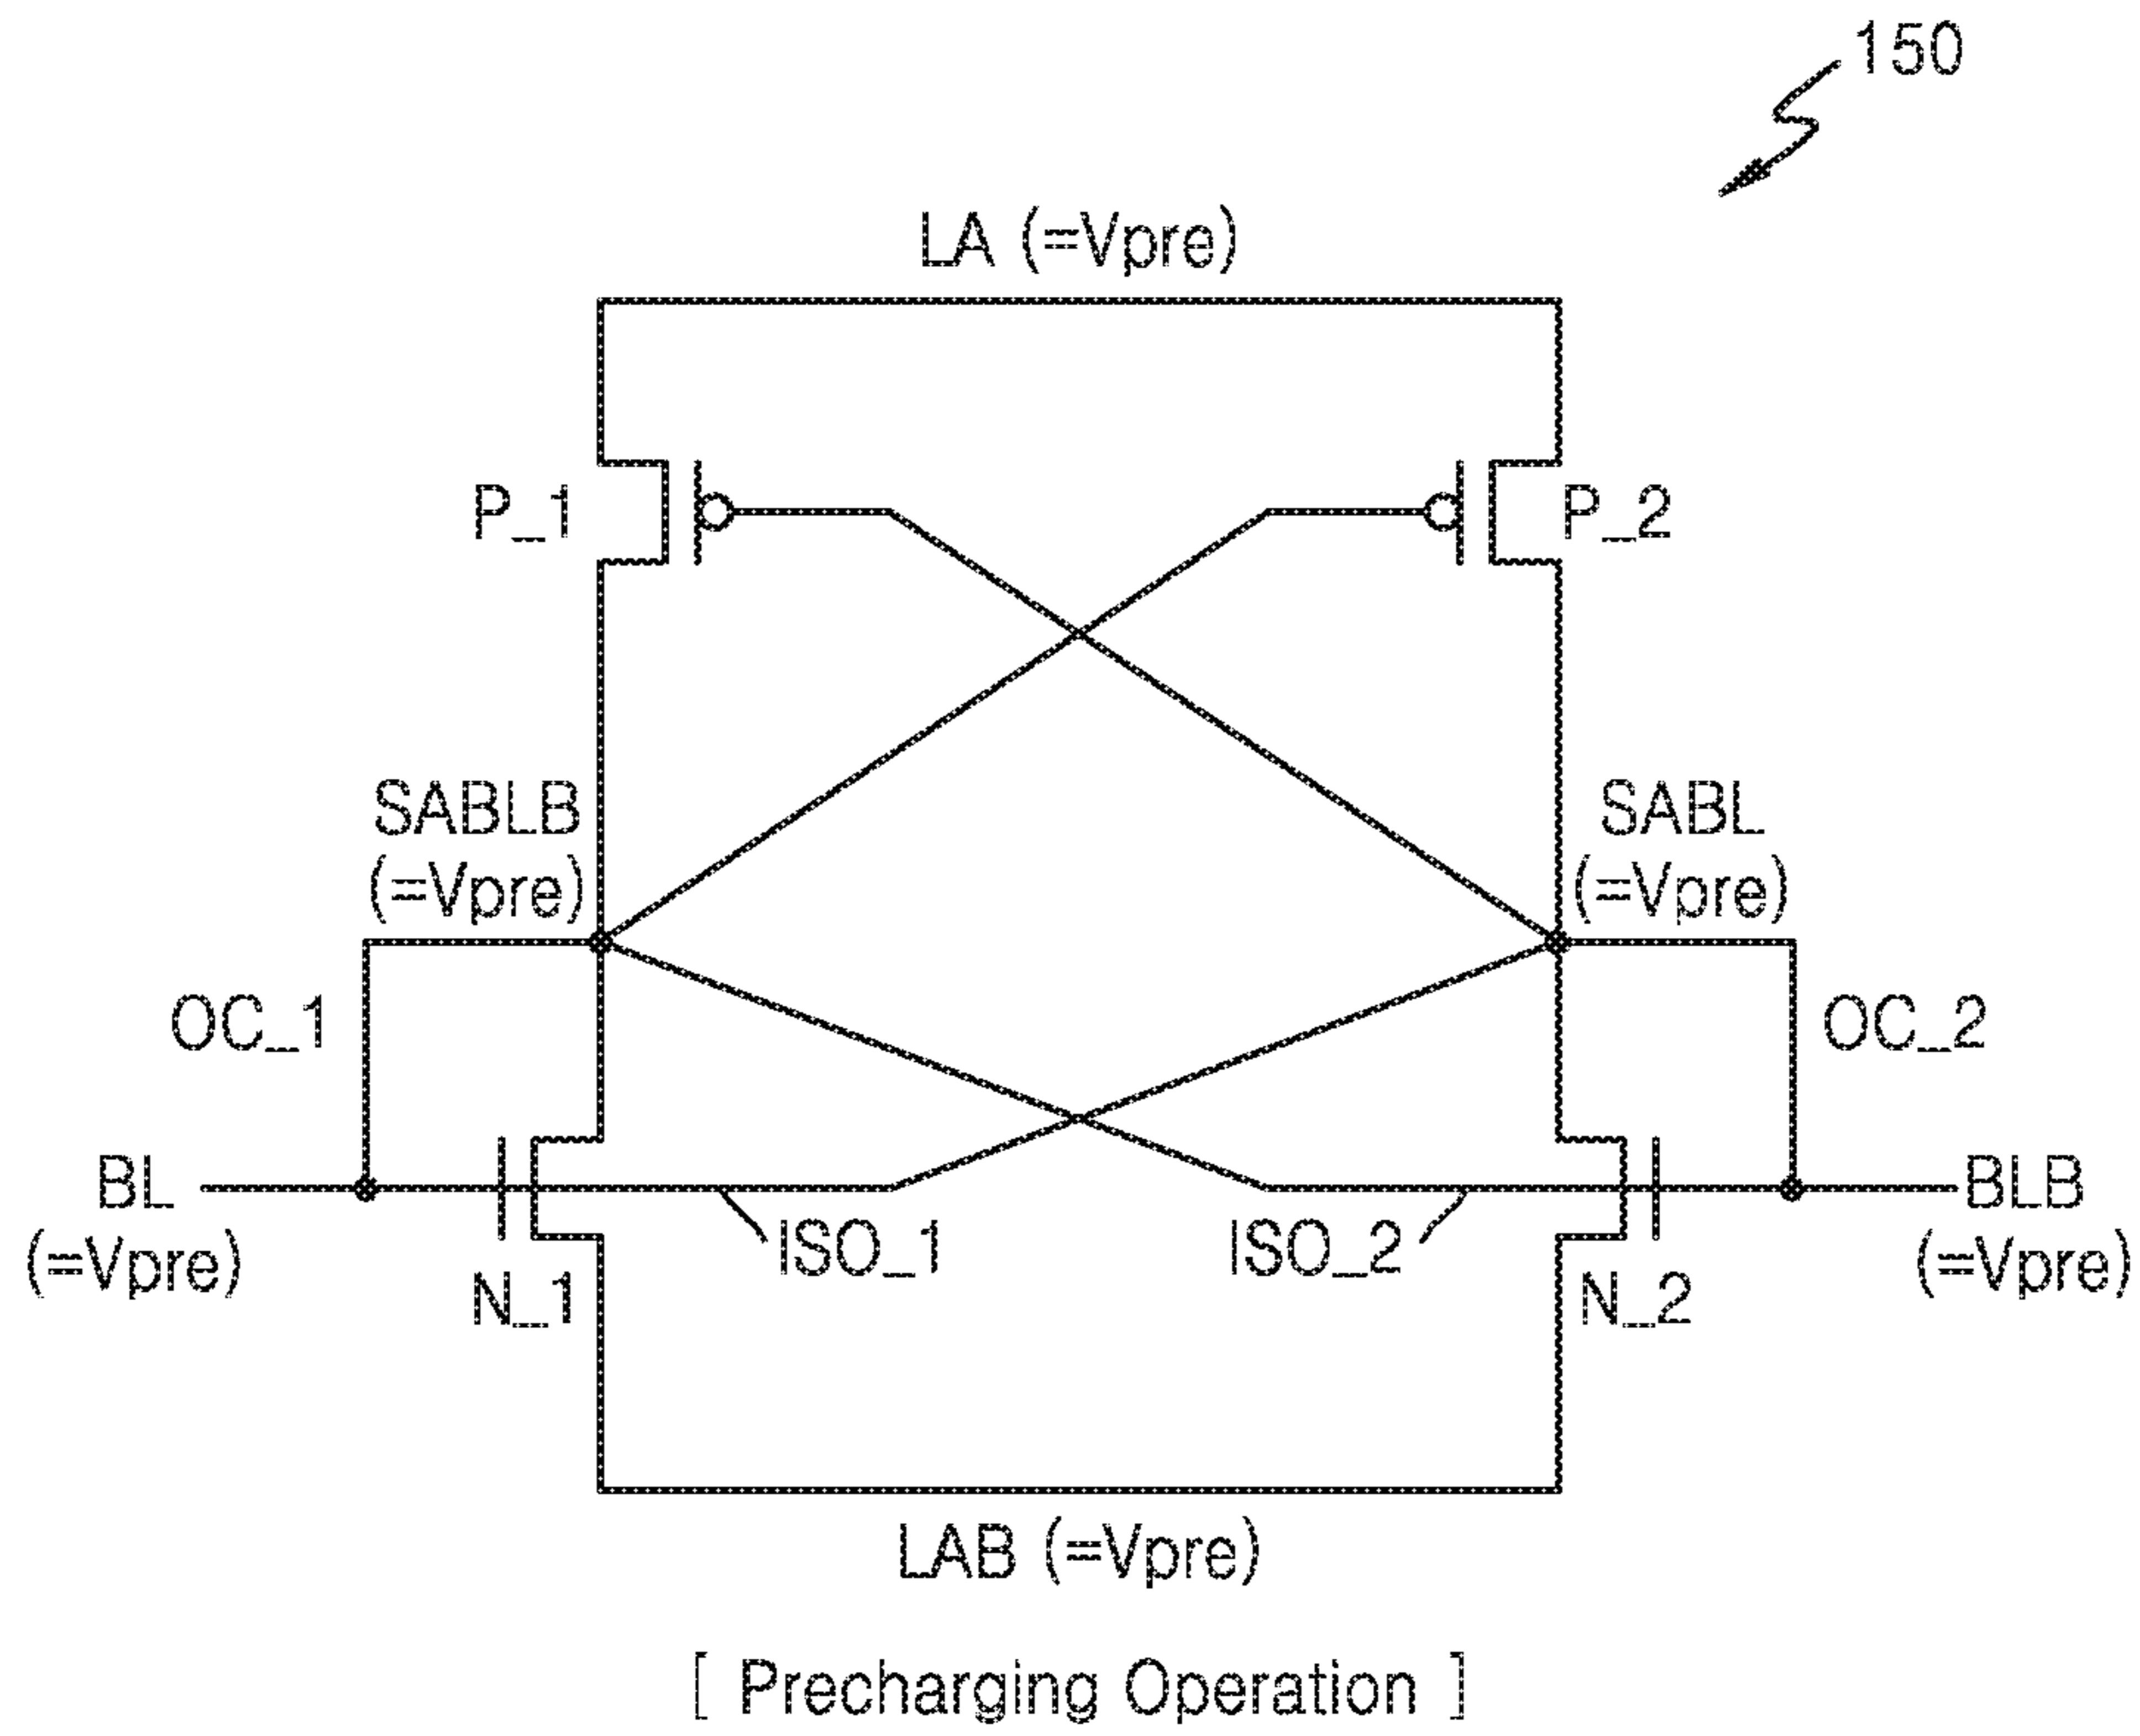 150
LA (=Vpre)
P_1
P_2
SABLB
(=Vpre)
SABL
(=Vpre)
OC_1
OC_2
BL
(=Vpre)
BLB
(=Vpre)
ISO_1
ISO_2
N_1
N_2
LAB (=Vpre)
[ Precharging Operation ]